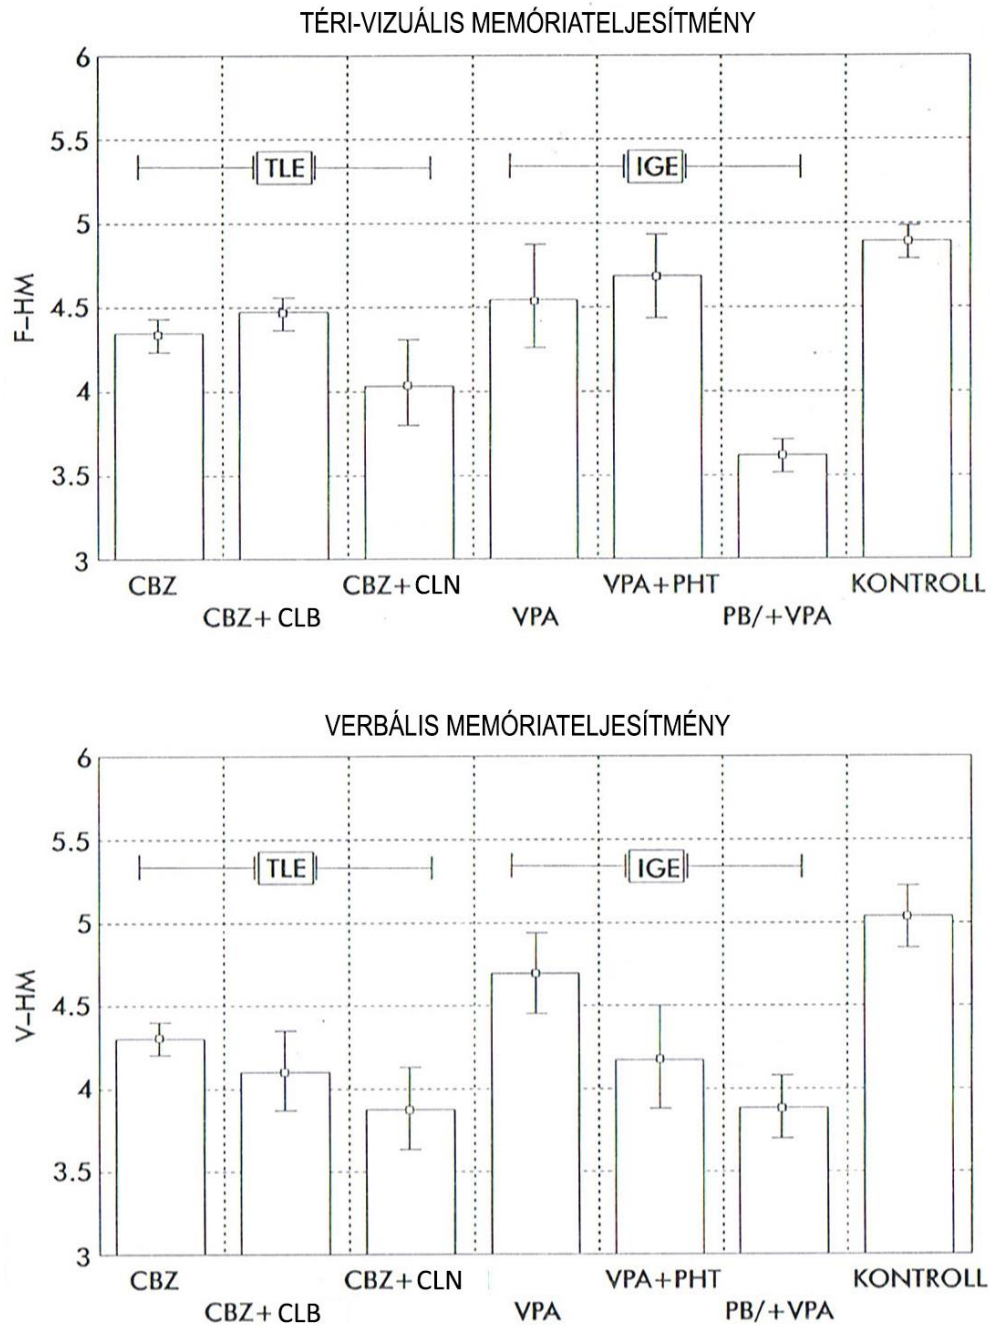 TÉRI-VIZUÁLIS MEMÓRIATELJESÍTMÉNY
6
5.5
TLE IGE
5
F-HM
4.5
4
3.5
3
CBZ CBZ+CLN VPA+PHT KONTROLL
CBZ+CLB VPA PB/+VPA
VERBÁLIS MEMÓRIATELJESÍTMÉNY
6
5.5
TLE IGE
5
V-HM
4.5
4
3.5
3
CBZ CBZ+CLN VPA+PHT KONTROLL
CBZ+CLB VPA PB/+VPA